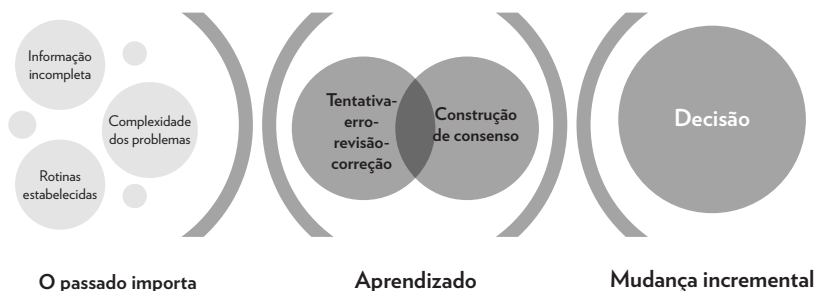 Informação
incompleta
Complexidade
dos problemas
Rotinas
estabelecidas
Tentativa-
erro-
revisão-
correção
Construção
de consenso
Decisão
O passado importa
Aprendizado
Mudança incremental